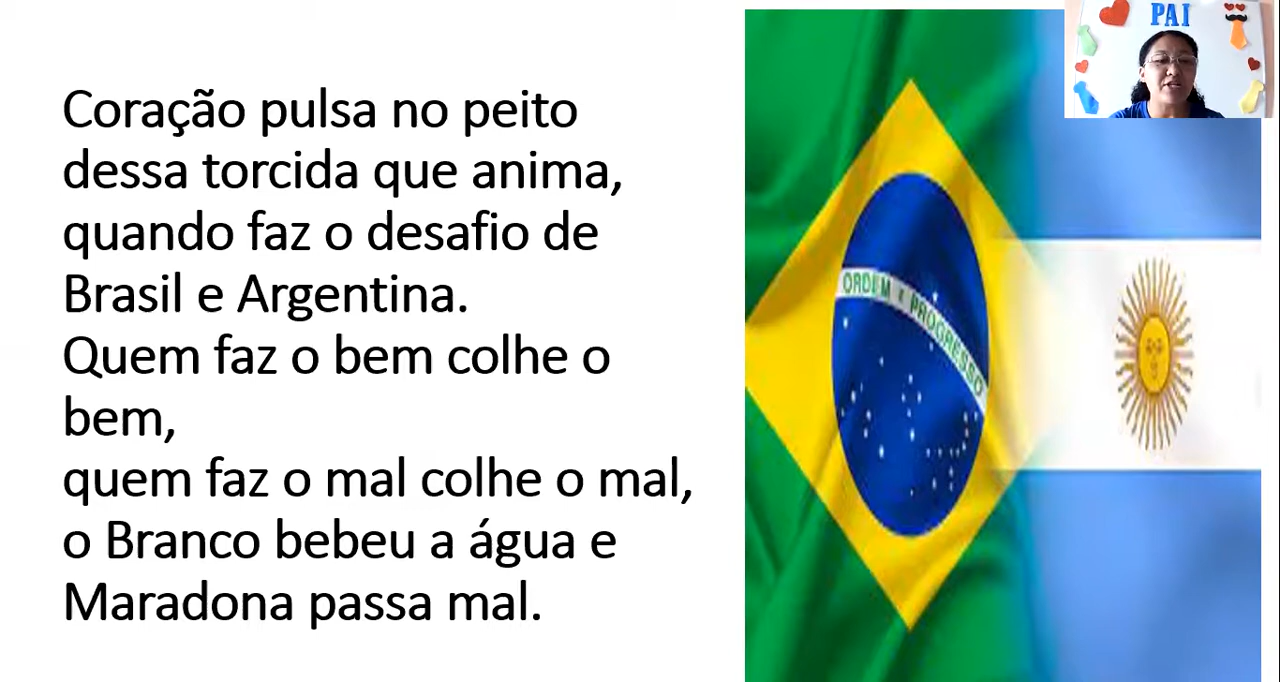 Coração pulsa no peito
dessa torcida que anima,
quando faz o desafio de
Brasil e Argentina.
Quem faz o bem colhe o
bem,
quem faz o mal colhe o mal,
o Branco bebeu a água e
Maradona passa mal.
ORDEM E PROGRESSO
PAI